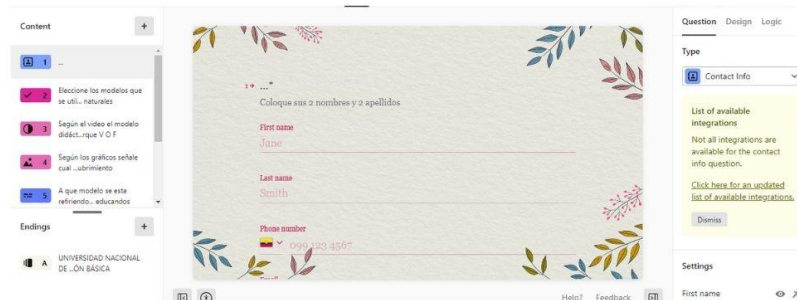 Content
+
1 ...
2 Eleccione los modelos que
se util... naturales
3 Según el video el modelo
didáct...rque V O F
4 Según los gráficos señale
cual ...ubrimiento
5 A que modelo se esta
refiriendo... educandos
Endings
+
A UNIVERSIDAD NACIONAL
DE ...ÓN BÁSICA
1 ...*
Coloque sus 2 nombres y 2 apellidos
First name
Jane
Last name
Smith
Phone number
099 123 4567
Email
Help? Feedback
Question Design Logic
Type
Contact Info
List of available
integrations
Not all integrations are
available for the contact
info question.
Click here for an updated
list of available integrations.
Dismiss
Settings
First name